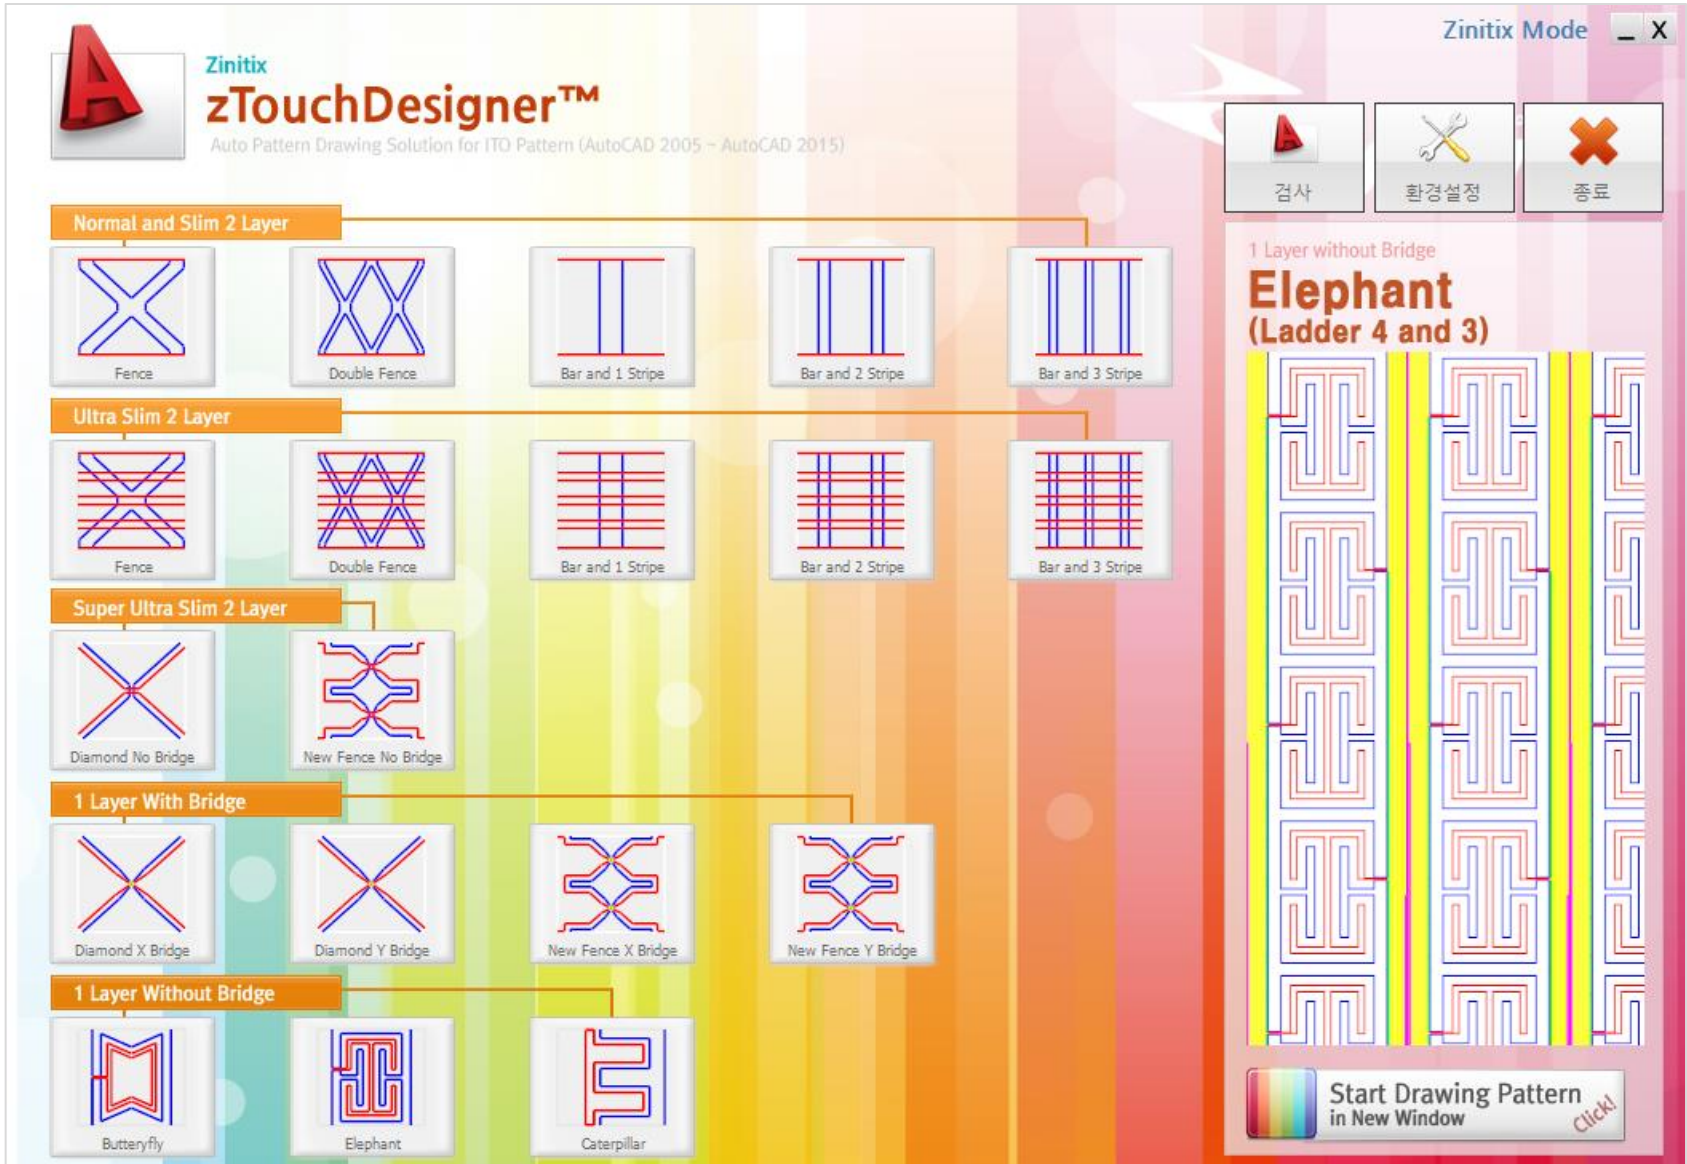 Zinitix Mode
Zinitix
zTouchDesigner™
Auto Pattern Drawing Solution for ITO Pattern (AutoCAD 2005 ~ AutoCAD 2015)
검사
환경설정
종료
Normal and Slim 2 Layer
Fence
Double Fence
Bar and 1 Stripe
Bar and 2 Stripe
Bar and 3 Stripe
Ultra Slim 2 Layer
Fence
Double Fence
Bar and 1 Stripe
Bar and 2 Stripe
Bar and 3 Stripe
Super Ultra Slim 2 Layer
Diamond No Bridge
New Fence No Bridge
1 Layer With Bridge
Diamond X Bridge
Diamond Y Bridge
New Fence X Bridge
New Fence Y Bridge
1 Layer Without Bridge
Butteryfly
Elephant
Caterpillar
1 Layer without Bridge
Elephant
(Ladder 4 and 3)
Start Drawing Pattern
in New Window
Click!